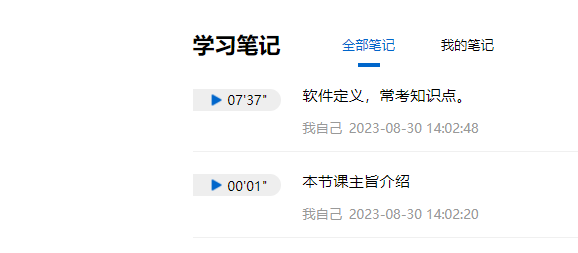 学习笔记 全部笔记 我的笔记
07'37" 软件定义，常考知识点。
我自己 2023-08-30 14:02:48
00'01" 本节课主旨介绍
我自己 2023-08-30 14:02:20